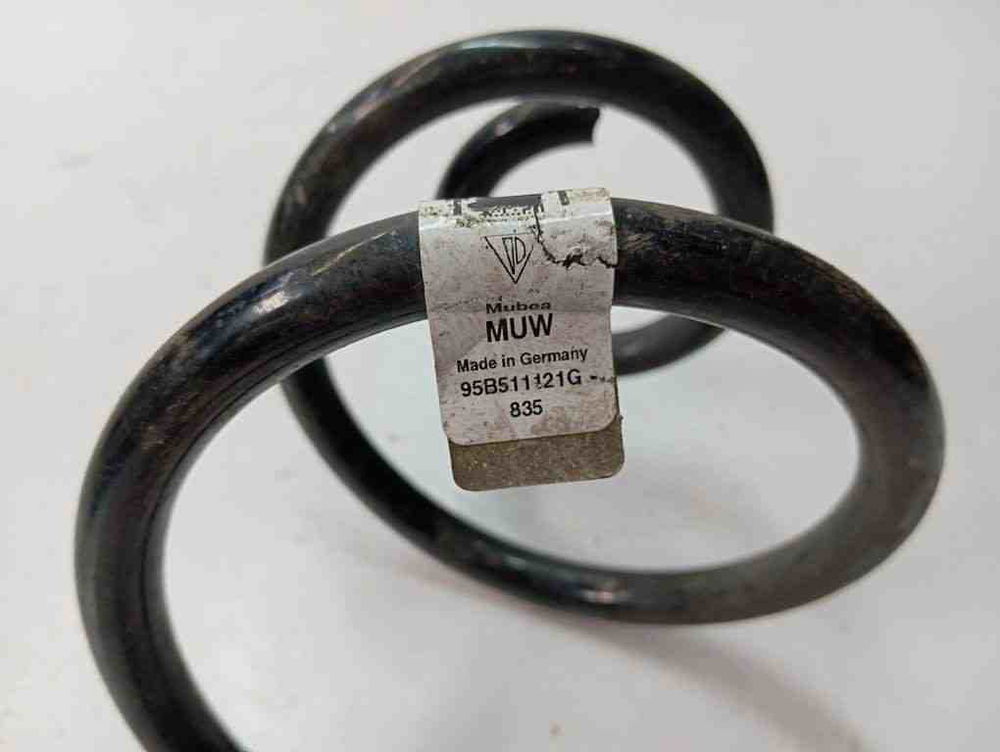 Mubea
MUW
Made in Germany
95B511121G -
835